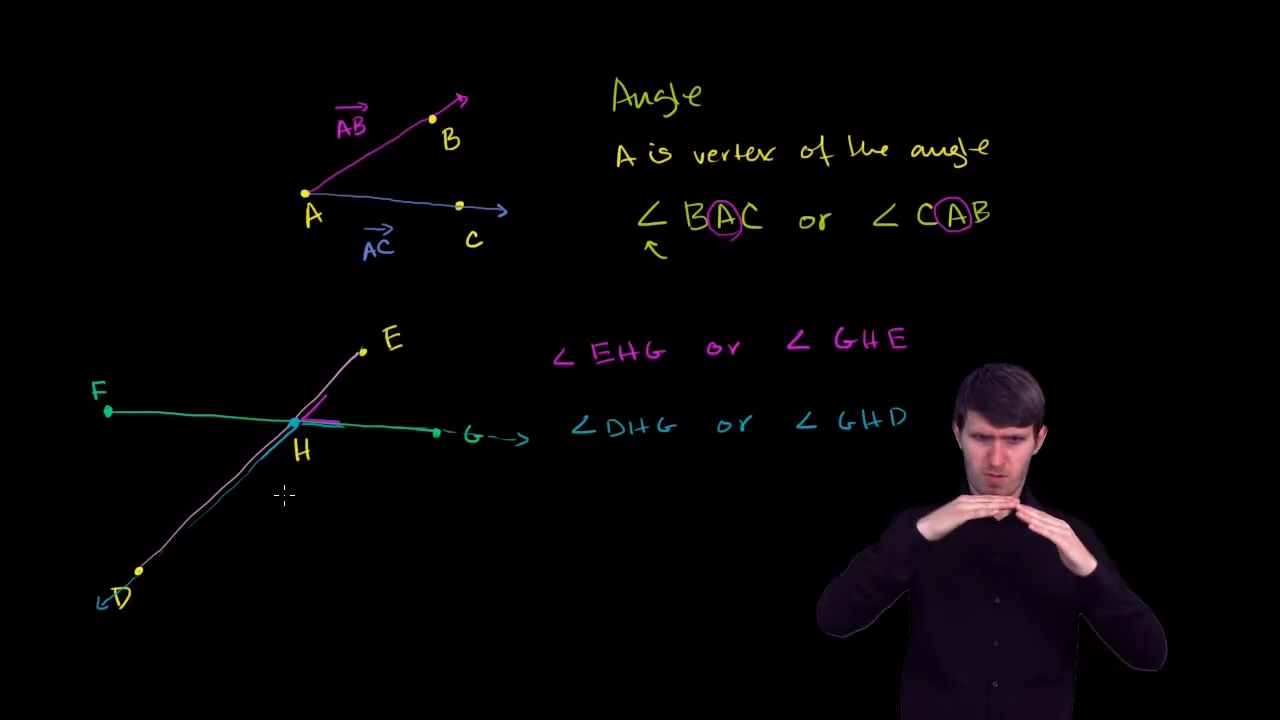 AB
B
A
AC
C
Angle
A is vertex of the angle
∠ BAC or ∠ CAB
E
F
H
G
D
∠ EHG or ∠ GHE
∠ DHG or ∠ GHD